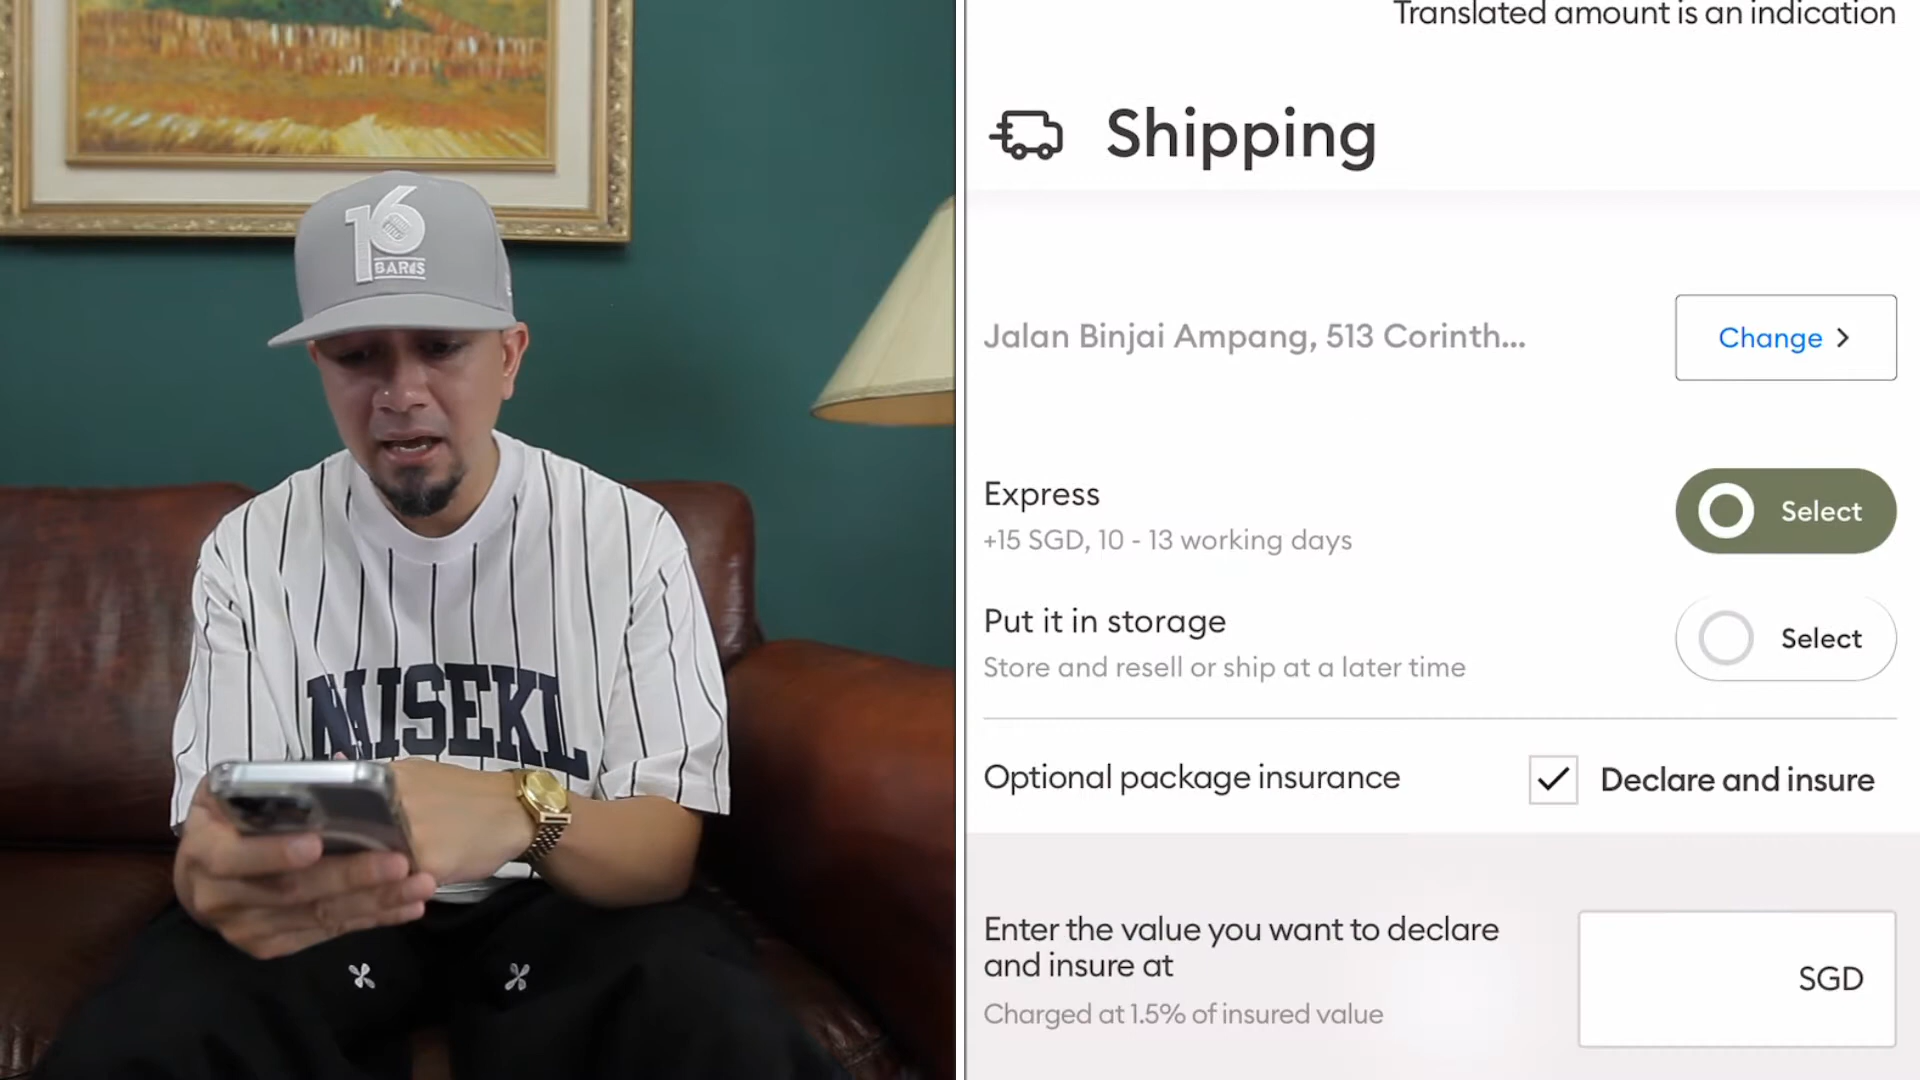 16
BARIS
MISEKL
Translated amount is an indication
Shipping
Jalan Binjai Ampang, 513 Corinth...
Change
Express
+15 SGD, 10 - 13 working days
Select
Put it in storage
Store and resell or ship at a later time
Select
Optional package insurance
Declare and insure
Enter the value you want to declare
and insure at
SGD
Charged at 1.5% of insured value